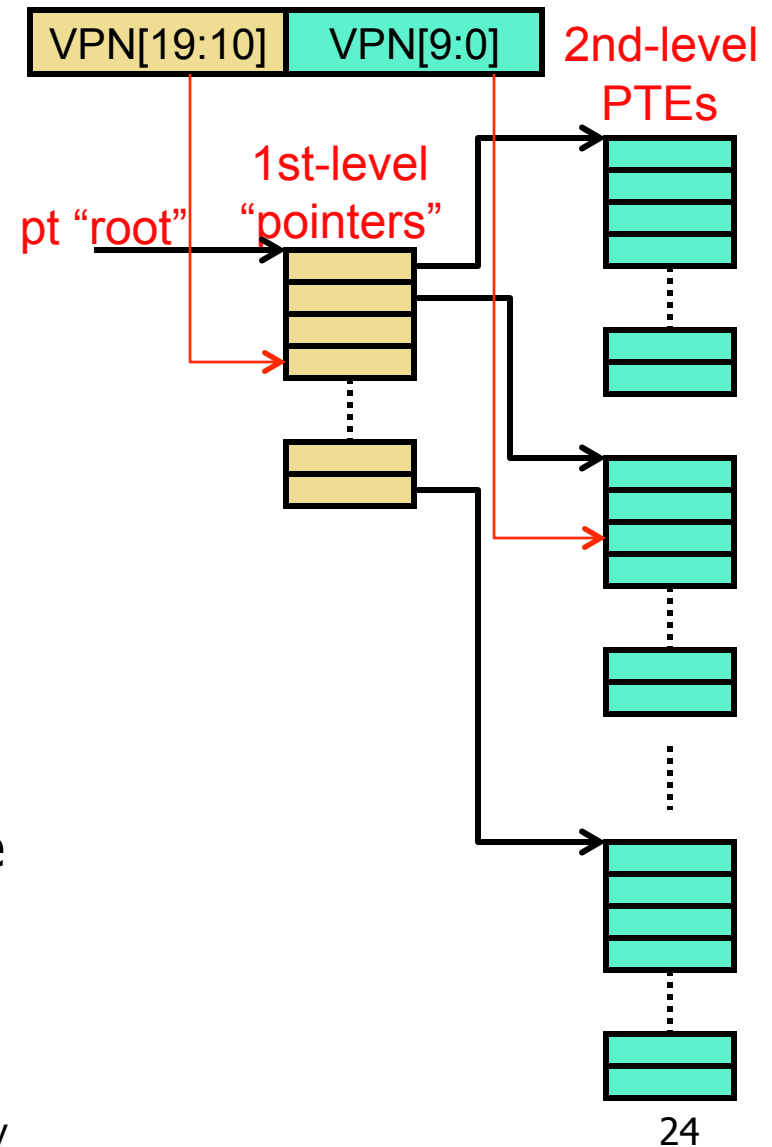 VPN[19:10] VPN[9:0]
2nd-level
PTEs
1st-level
“pointers”
pt “root”
e
y
24